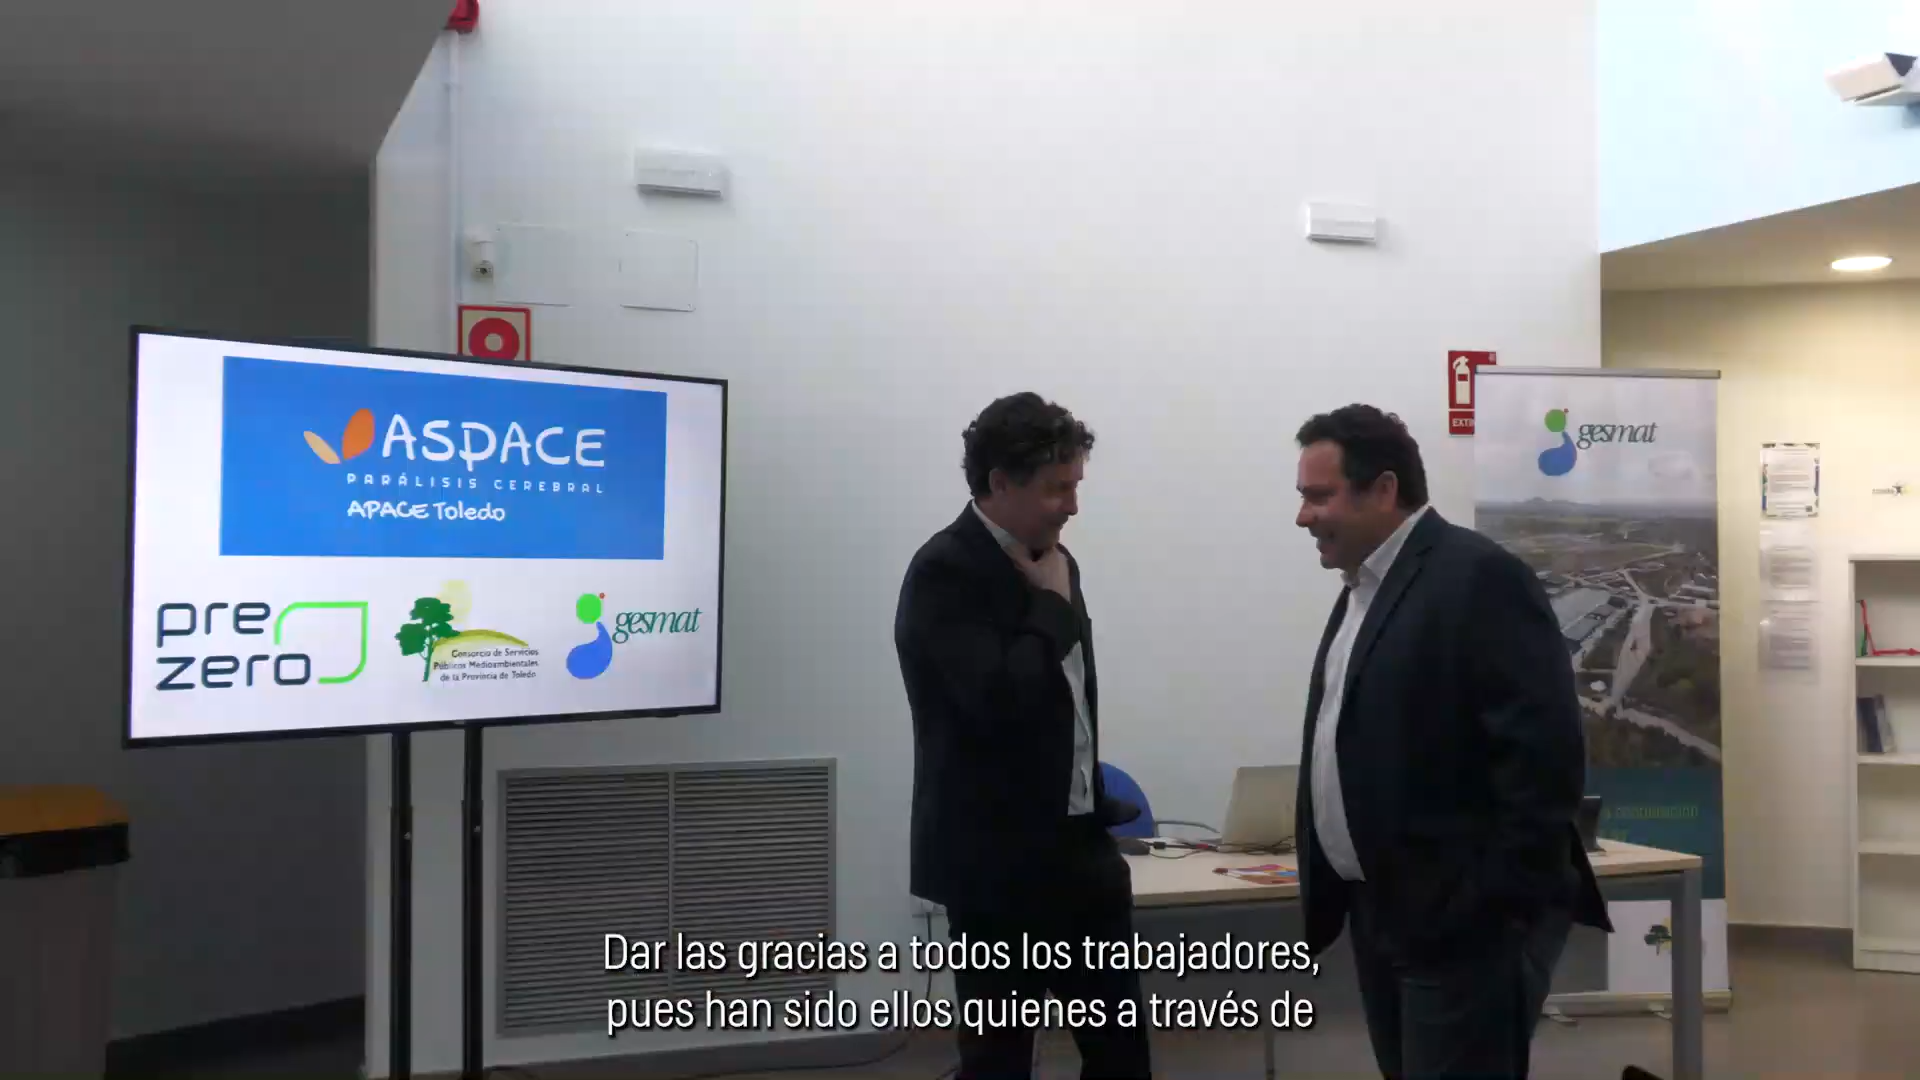 ASPACE
PARÁLISIS CEREBRAL
APACE Toledo
pre
zero
Consorcio de Servicios
Públicos Medioambientales
de la Provincia de Toledo
gesmat
gesmat
Dar las gracias a todos los trabajadores,
pues han sido ellos quienes a través de